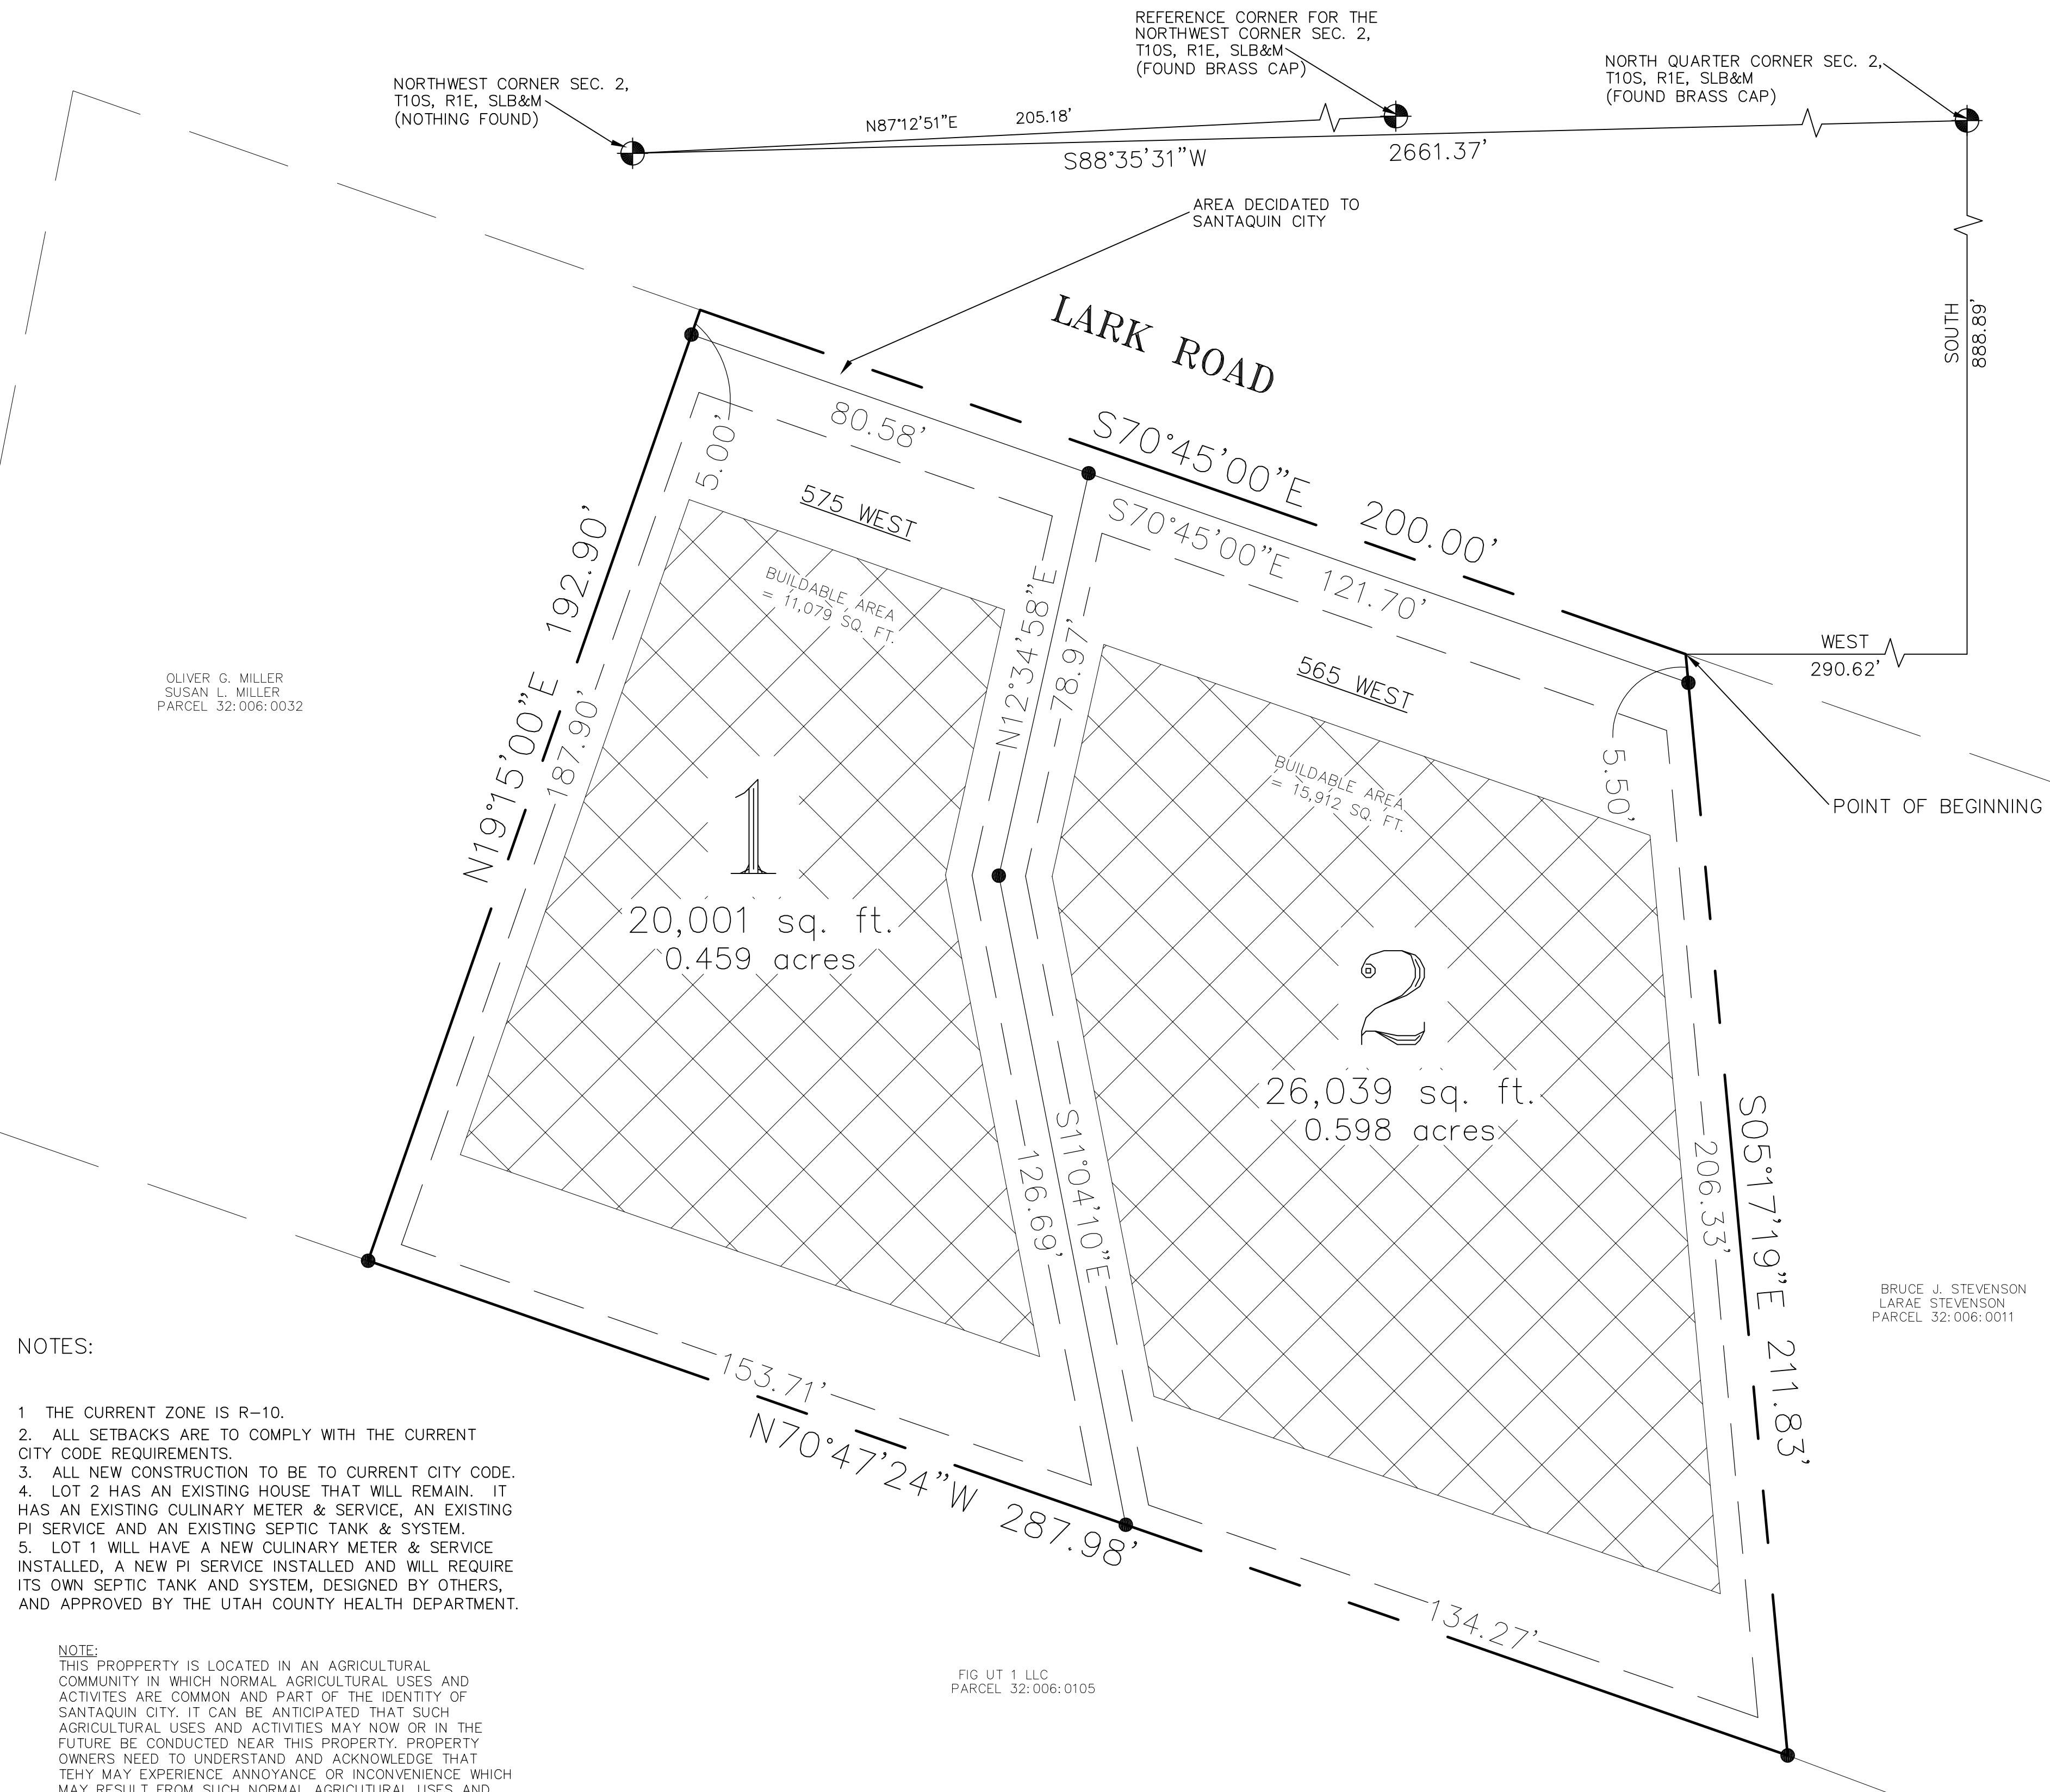 REFERENCE CORNER FOR THE
NORTHWEST CORNER SEC. 2,
T10S, R1E, SLB&M
(FOUND BRASS CAP)
NORTH QUARTER CORNER SEC. 2,
T10S, R1E, SLB&M
(FOUND BRASS CAP)
NORTHWEST CORNER SEC. 2,
T10S, R1E, SLB&M
(NOTHING FOUND)
N87°12'51"E 205.18'
S88°35'31"W 2661.37'
AREA DECIDATED TO
SANTAQUIN CITY
LARK ROAD
SOUTH
888.89'
S70°45'00"E 200.00'
80.58'
5.00'
575 WEST
S70°45'00"E 121.70'
N19°15'00"E 192.90'
187.90'
BUILDABLE AREA
= 11,079 SQ. FT.
N12°34'58"E
78.97'
565 WEST
WEST
290.62'
5.50'
POINT OF BEGINNING
OLIVER G. MILLER
SUSAN L. MILLER
PARCEL 32:006:0032
BUILDABLE AREA
= 15,912 SQ. FT.
1
20,001 sq. ft.
0.459 acres
2
26,039 sq. ft.
0.598 acres
S11°04'10"E
126.69'
206.33'
S05°17'19"E 211.83'
BRUCE J. STEVENSON
LARAE STEVENSON
PARCEL 32:006:0011
153.71'
N70°47'24"W 287.98'
134.27'
FIG UT 1 LLC
PARCEL 32:006:0105
NOTES:
1 THE CURRENT ZONE IS R-10.
2. ALL SETBACKS ARE TO COMPLY WITH THE CURRENT
CITY CODE REQUIREMENTS.
3. ALL NEW CONSTRUCTION TO BE TO CURRENT CITY CODE.
4. LOT 2 HAS AN EXISTING HOUSE THAT WILL REMAIN. IT
HAS AN EXISTING CULINARY METER & SERVICE, AN EXISTING
PI SERVICE AND AN EXISTING SEPTIC TANK & SYSTEM.
5. LOT 1 WILL HAVE A NEW CULINARY METER & SERVICE
INSTALLED, A NEW PI SERVICE INSTALLED AND WILL REQUIRE
ITS OWN SEPTIC TANK AND SYSTEM, DESIGNED BY OTHERS,
AND APPROVED BY THE UTAH COUNTY HEALTH DEPARTMENT.
NOTE:
THIS PROPPERTY IS LOCATED IN AN AGRICULTURAL
COMMUNITY IN WHICH NORMAL AGRICULTURAL USES AND
ACTIVITES ARE COMMON AND PART OF THE IDENTITY OF
SANTAQUIN CITY. IT CAN BE ANTICIPATED THAT SUCH
AGRICULTURAL USES AND ACTIVITIES MAY NOW OR IN THE
FUTURE BE CONDUCTED NEAR THIS PROPERTY. PROPERTY
OWNERS NEED TO UNDERSTAND AND ACKNOWLEDGE THAT
TEHY MAY EXPERIENCE ANNOYANCE OR INCONVENIENCE WHICH
MAY RESULT FROM SUCH NORMAL AGRICUTURAL USES AND